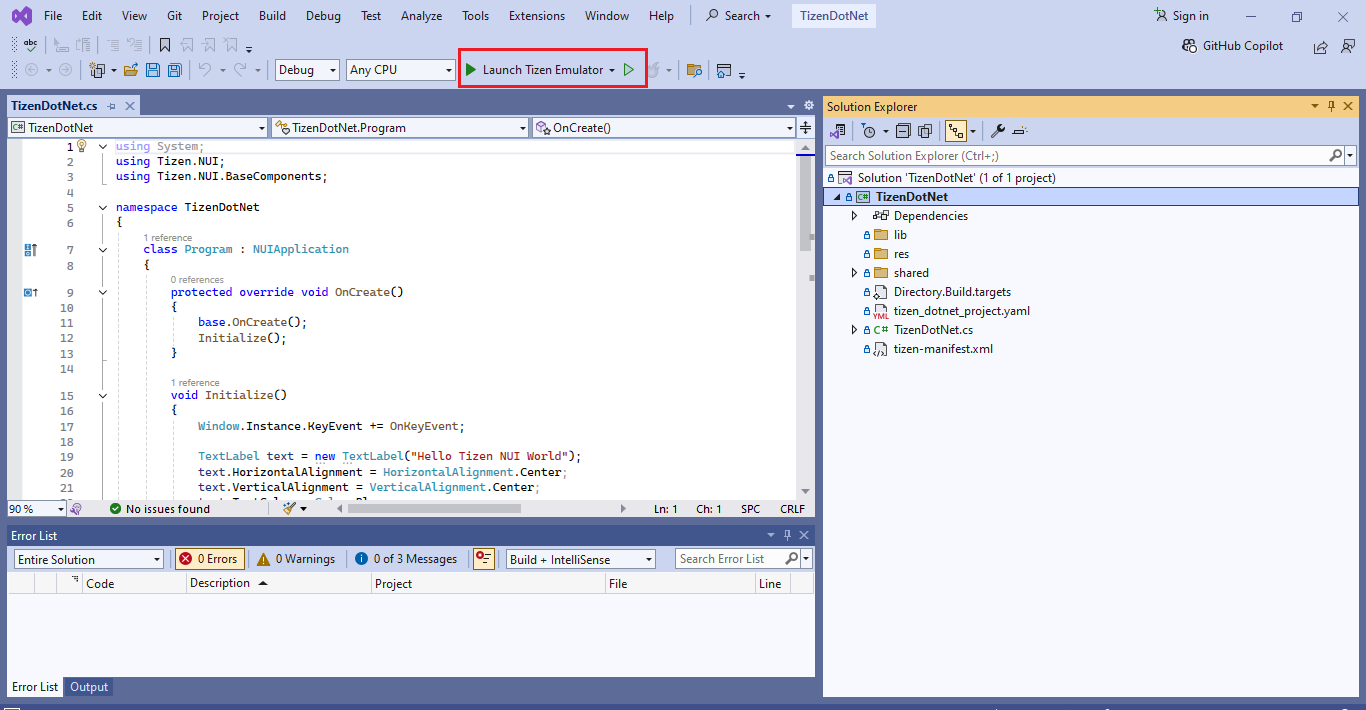 File Edit View Git Project Build Debug Test Analyze Tools Extensions Window Help Search TizenDotNet Sign in
abc GitHub Copilot
Debug Any CPU Launch Tizen Emulator
TizenDotNet.cs
C# TizenDotNet TizenDotNet.Program OnCreate()
1 using System;
2 using Tizen.NUI;
3 using Tizen.NUI.BaseComponents;
4
5 namespace TizenDotNet
6 {
1 reference
7 class Program : NUIApplication
8 {
0 references
9 protected override void OnCreate()
10 {
11 base.OnCreate();
12 Initialize();
13 }
14
1 reference
15 void Initialize()
16 {
17 Window.Instance.KeyEvent += OnKeyEvent;
18
19 TextLabel text = new TextLabel("Hello Tizen NUI World");
20 text.HorizontalAlignment = HorizontalAlignment.Center;
21 text.VerticalAlignment = VerticalAlignment.Center;
90 % No issues found Ln: 1 Ch: 1 SPC CRLF
Error List
Entire Solution 0 Errors 0 Warnings 0 of 3 Messages Build + IntelliSense Search Error List
Code Description Project File Line
Error List Output
Solution Explorer
Search Solution Explorer (Ctrl+;)
Solution 'TizenDotNet' (1 of 1 project)
C# TizenDotNet
Dependencies
lib
res
shared
Directory.Build.targets
YML tizen_dotnet_project.yaml
C# TizenDotNet.cs
tizen-manifest.xml